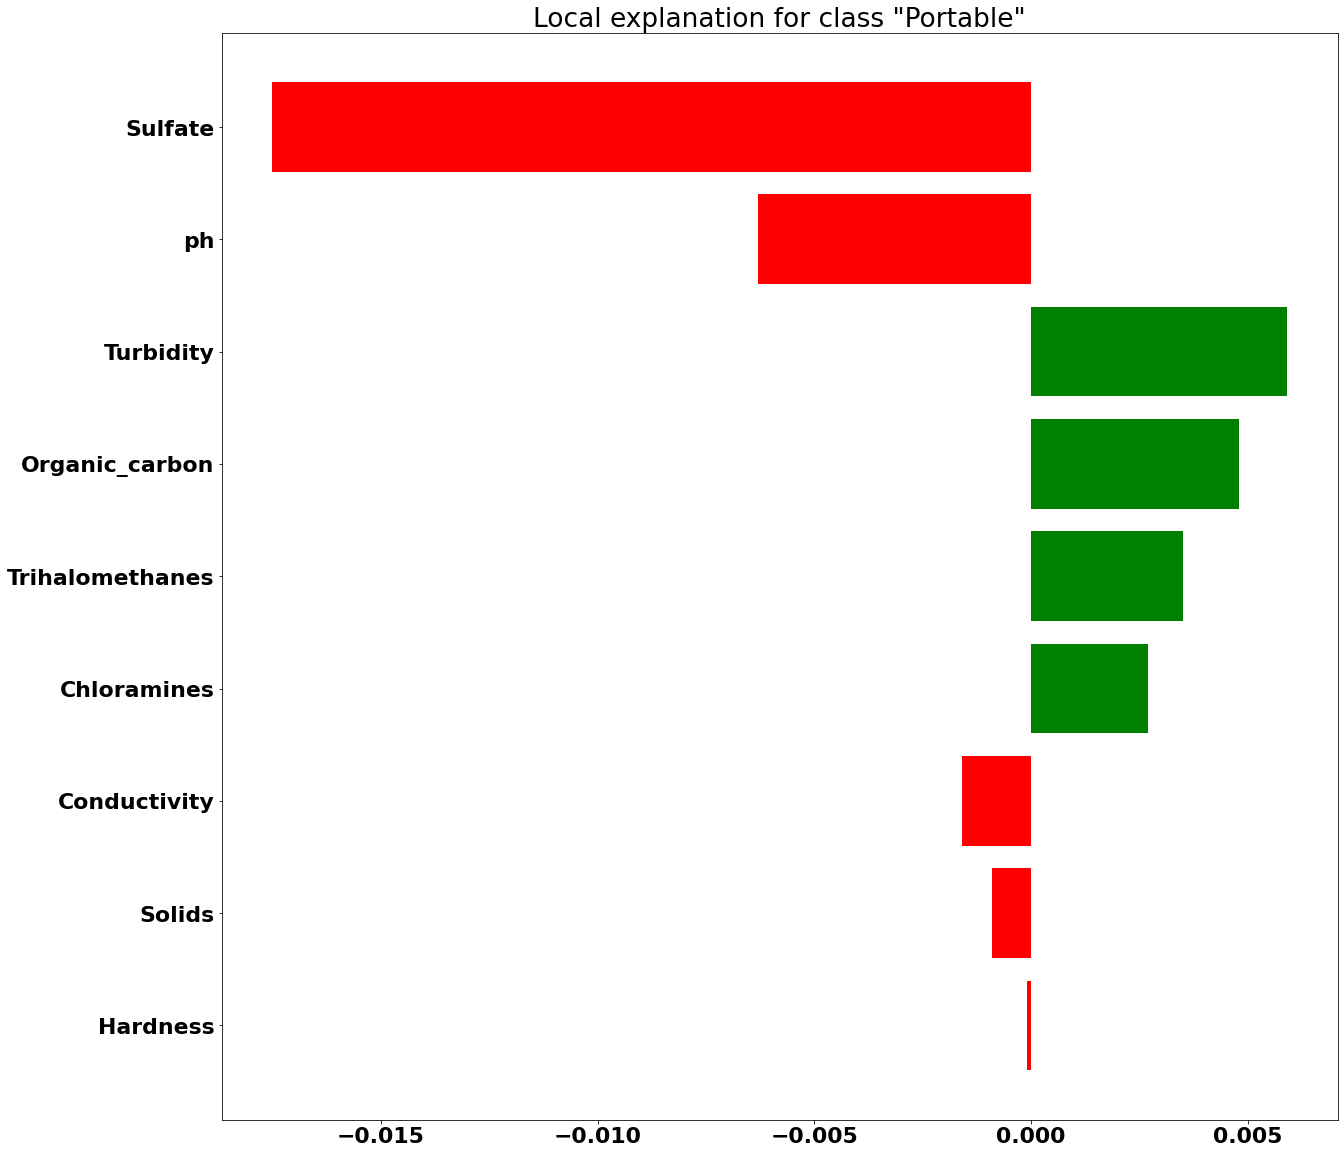 Local explanation for class "Portable"
Sulfate
ph
Turbidity
Organic_carbon
Trihalomethanes
Chloramines
Conductivity
Solids
Hardness
−0.015 −0.010 −0.005 0.000 0.005